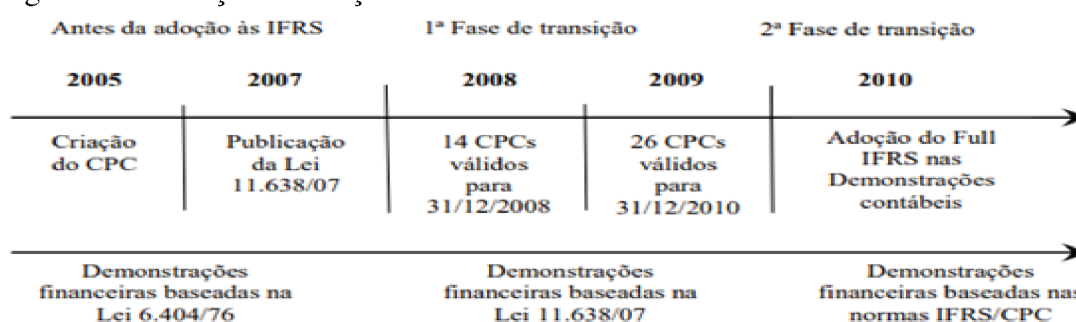 Antes da adoção às IFRS 1ª Fase de transição 2ª Fase de transição
2005 2007 2008 2009 2010
Criação
do CPC
Publicação
da Lei
11.638/07
14 CPCs
válidos
para
31/12/2008
26 CPCs
válidos
para
31/12/2010
Adoção do Full
IFRS nas
Demonstrações
contábeis
Demonstrações
financeiras baseadas na
Lei 6.404/76
Demonstrações
financeiras baseadas na
Lei 11.638/07
Demonstrações
financeiras baseadas nas
normas IFRS/CPC